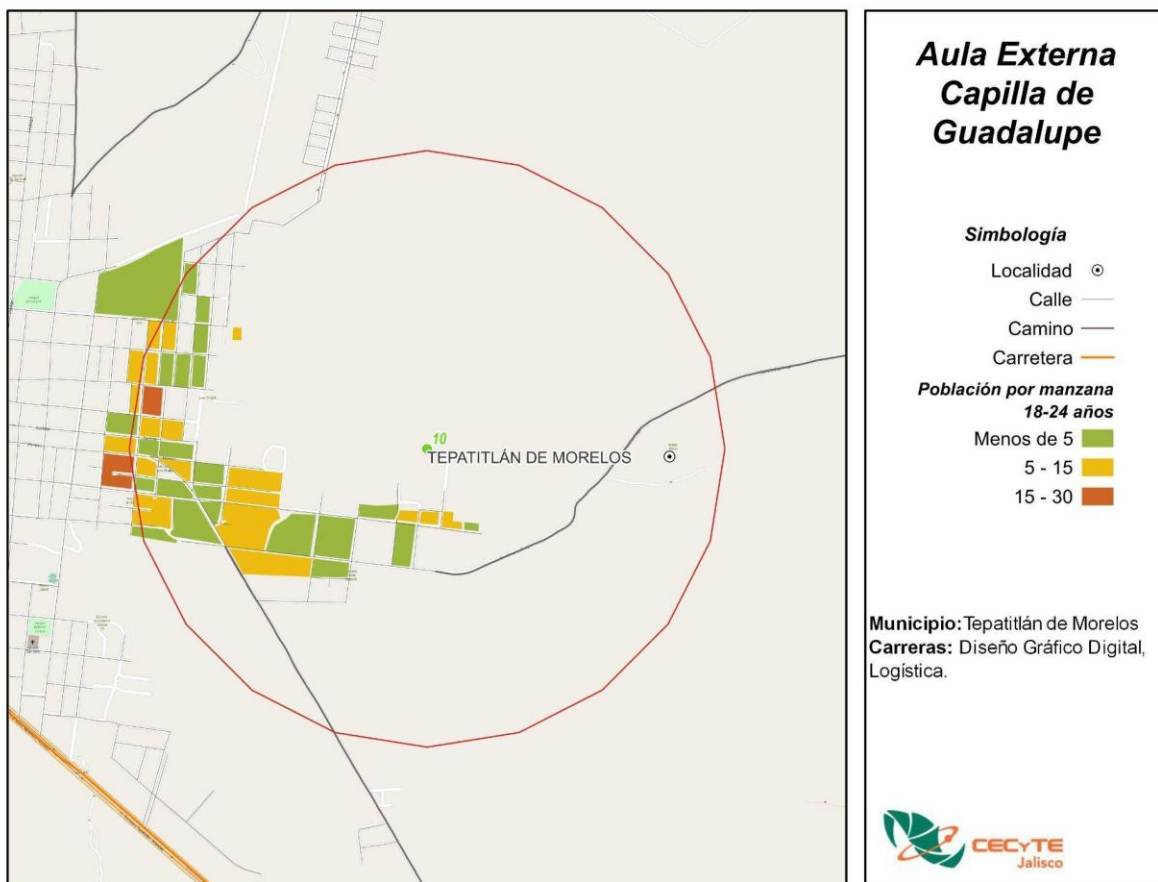 10
TEPATITLÁN DE MORELOS
Aula Externa
Capilla de
Guadalupe
Simbología
Localidad
Calle
Camino
Carretera
Población por manzana
18-24 años
Menos de 5
5 - 15
15 - 30
Municipio: Tepatitlán de Morelos
Carreras: Diseño Gráfico Digital,
Logística.
CECyTE
Jalisco